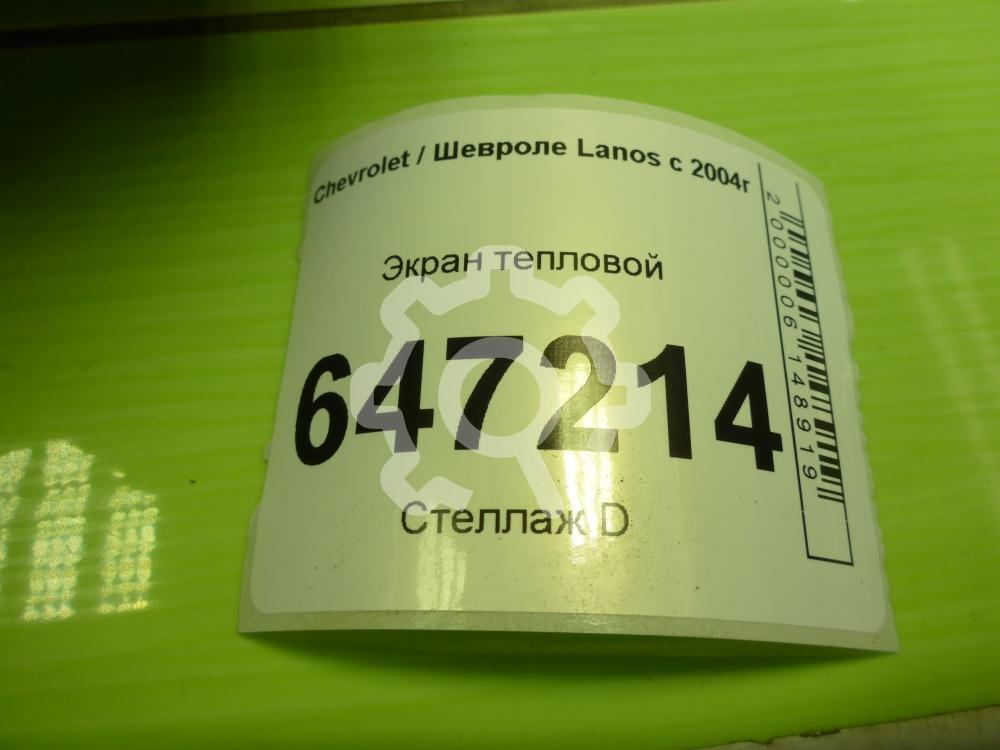 Chevrolet / Шевроле Lanos с 2004г
Экран тепловой
647214
Стеллаж D
2000006148919